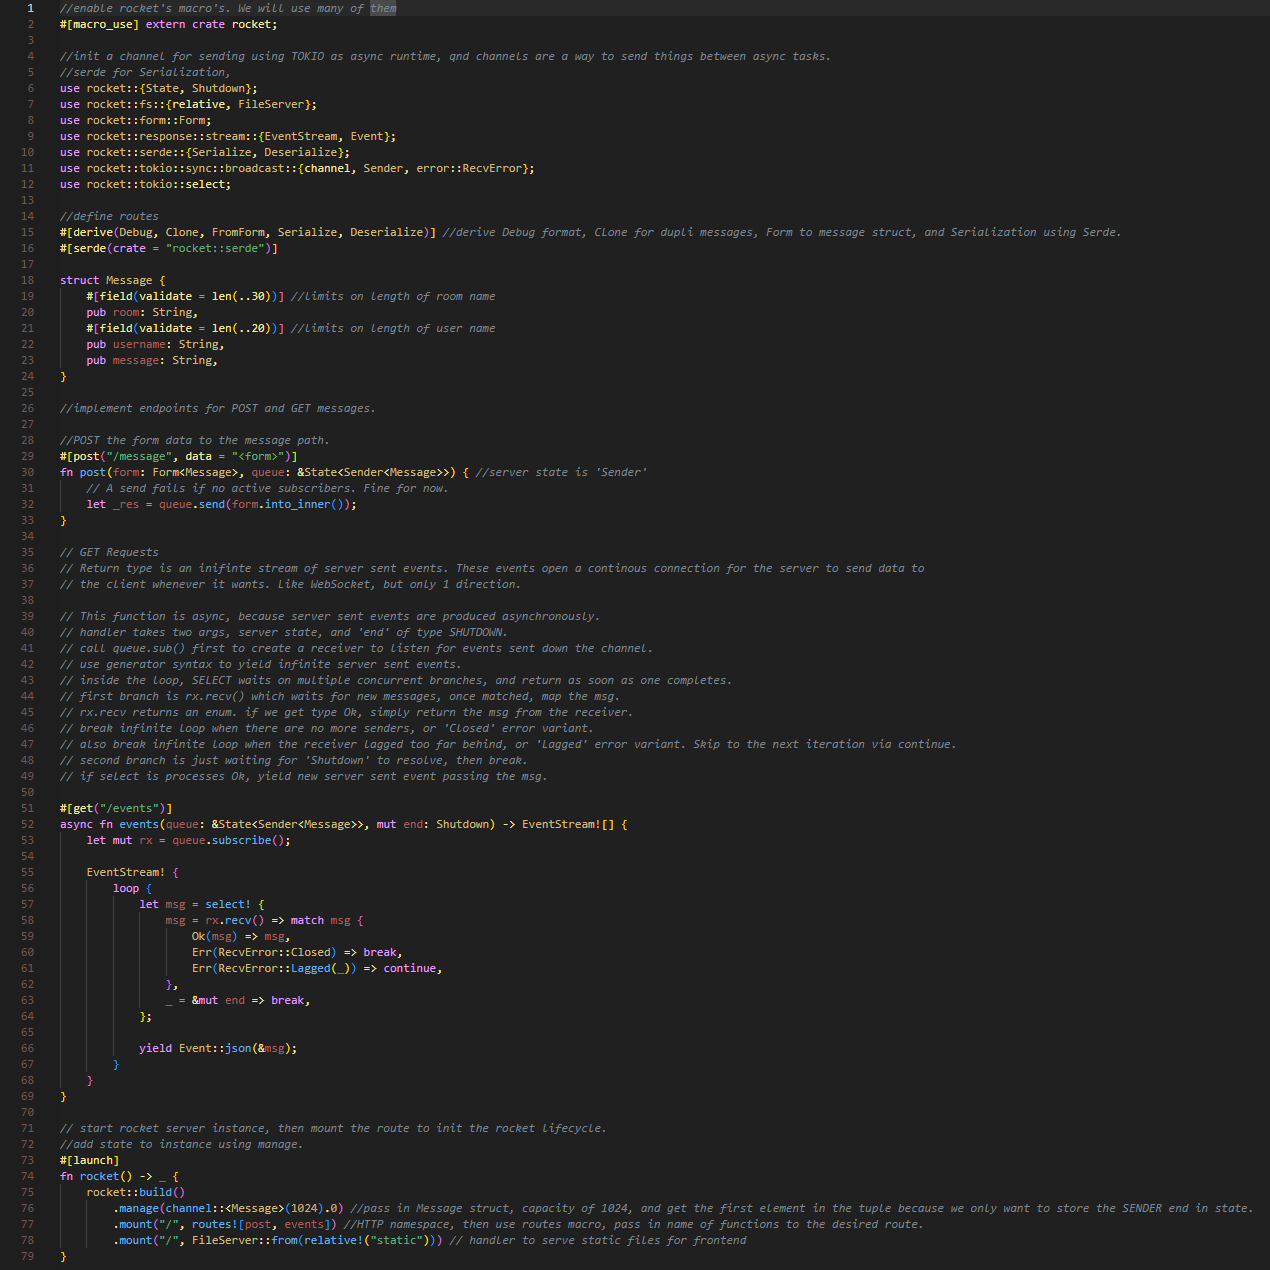 1 //enable rocket's macro's. We will use many of them
2 #[macro_use] extern crate rocket;
3
4 //init a channel for sending using TOKIO as async runtime, qnd channels are a way to send things between async tasks.
5 //serde for Serialization,
6 use rocket::{State, Shutdown};
7 use rocket::fs::{relative, FileServer};
8 use rocket::form::Form;
9 use rocket::response::stream::{EventStream, Event};
10 use rocket::serde::{Serialize, Deserialize};
11 use rocket::tokio::sync::broadcast::{channel, Sender, error::RecvError};
12 use rocket::tokio::select;
13
14 //define routes
15 #[derive(Debug, Clone, FromForm, Serialize, Deserialize)] //derive Debug format, CLone for dupli messages, Form to message struct, and Serialization using Serde.
16 #[serde(crate = "rocket::serde")]
17
18 struct Message {
19     #[field(validate = len(..30))] //limits on length of room name
20     pub room: String,
21     #[field(validate = len(..20))] //limits on length of user name
22     pub username: String,
23     pub message: String,
24 }
25
26 //implement endpoints for POST and GET messages.
27
28 //POST the form data to the message path.
29 #[post("/message", data = "<form>")]
30 fn post(form: Form<Message>, queue: &State<Sender<Message>>) { //server state is 'Sender'
31     // A send fails if no active subscribers. Fine for now.
32     let _res = queue.send(form.into_inner());
33 }
34
35 // GET Requests
36 // Return type is an inifinte stream of server sent events. These events open a continous connection for the server to send data to
37 // the client whenever it wants. Like WebSocket, but only 1 direction.
38
39 // This function is async, because server sent events are produced asynchronously.
40 // handler takes two args, server state, and 'end' of type SHUTDOWN.
41 // call queue.sub() first to create a receiver to listen for events sent down the channel.
42 // use generator syntax to yield infinite server sent events.
43 // inside the loop, SELECT waits on multiple concurrent branches, and return as soon as one completes.
44 // first branch is rx.recv() which waits for new messages, once matched, map the msg.
45 // rx.recv returns an enum. if we get type Ok, simply return the msg from the receiver.
46 // break infinite loop when there are no more senders, or 'Closed' error variant.
47 // also break infinite loop when the receiver lagged too far behind, or 'Lagged' error variant. Skip to the next iteration via continue.
48 // second branch is just waiting for 'Shutdown' to resolve, then break.
49 // if select is processes Ok, yield new server sent event passing the msg.
50
51 #[get("/events")]
52 async fn events(queue: &State<Sender<Message>>, mut end: Shutdown) -> EventStream![] {
53     let mut rx = queue.subscribe();
54
55     EventStream! {
56         loop {
57             let msg = select! {
58                 msg = rx.recv() => match msg {
59                     Ok(msg) => msg,
60                     Err(RecvError::Closed) => break,
61                     Err(RecvError::Lagged(_)) => continue,
62                 },
63                 _ = &mut end => break,
64             };
65
66             yield Event::json(&msg);
67         }
68     }
69 }
70
71 // start rocket server instance, then mount the route to init the rocket lifecycle.
72 //add state to instance using manage.
73 #[launch]
74 fn rocket() -> _ {
75     rocket::build()
76         .manage(channel::<Message>(1024).0) //pass in Message struct, capacity of 1024, and get the first element in the tuple because we only want to store the SENDER end in state.
77         .mount("/", routes![post, events]) //HTTP namespace, then use routes macro, pass in name of functions to the desired route.
78         .mount("/", FileServer::from(relative!("static"))) // handler to serve static files for frontend
79 }